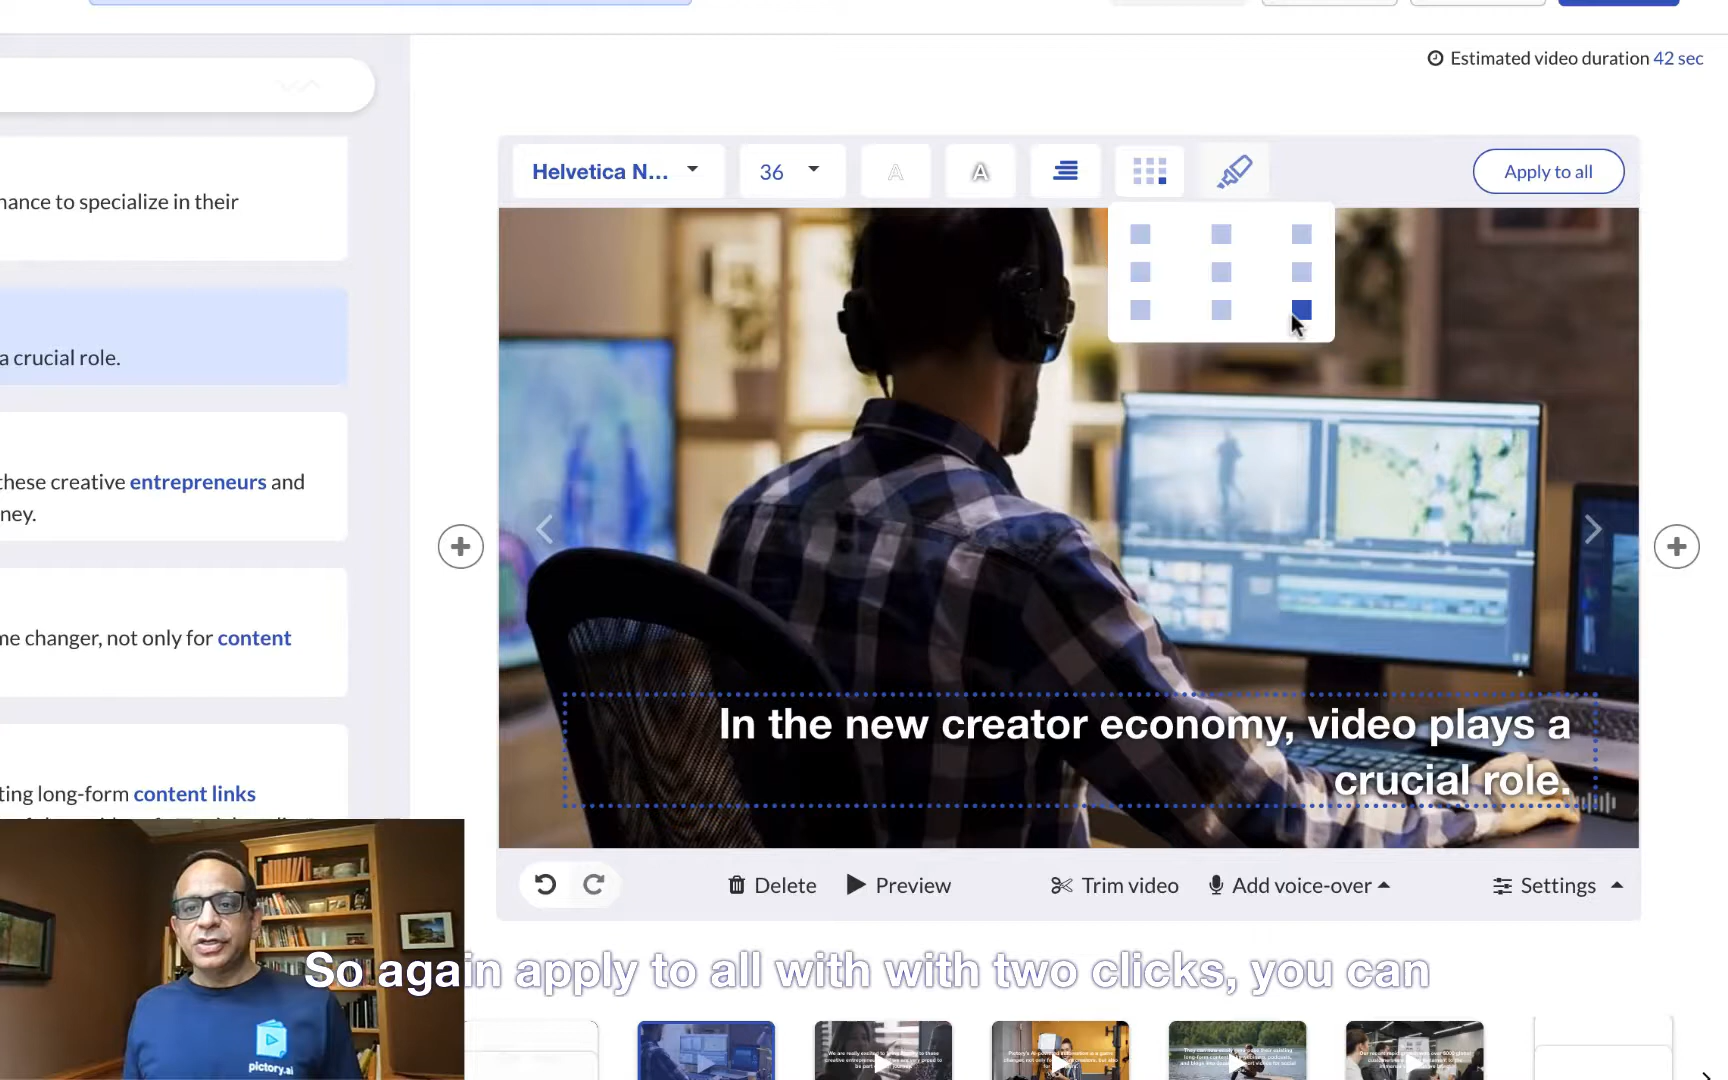 Estimated video duration 42 sec
Helvetica N...
36
A
A
Apply to all
nance to specialize in their
a crucial role.
these creative entrepreneurs and
ney.
me changer, not only for content
ting long-form content links
In the new creator economy, video plays a
crucial role.
Delete
Preview
Trim video
Add voice-over
Settings
So again apply to all with with two clicks, you can
pictory.ai